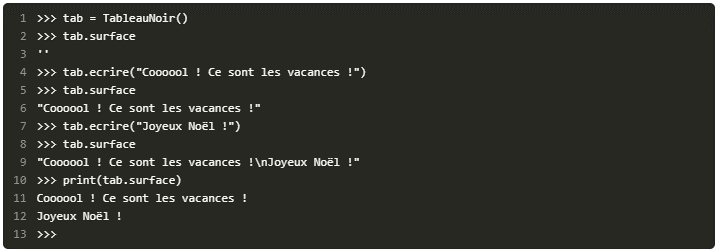 1 >>> tab = TableauNoir()
2 >>> tab.surface
3 ''
4 >>> tab.ecrire("Coooool ! Ce sont les vacances !")
5 >>> tab.surface
6 "Coooool ! Ce sont les vacances !"
7 >>> tab.ecrire("Joyeux Noël !")
8 >>> tab.surface
9 "Coooool ! Ce sont les vacances !\nJoyeux Noël !"
10 >>> print(tab.surface)
11 Coooool ! Ce sont les vacances !
12 Joyeux Noël !
13 >>>